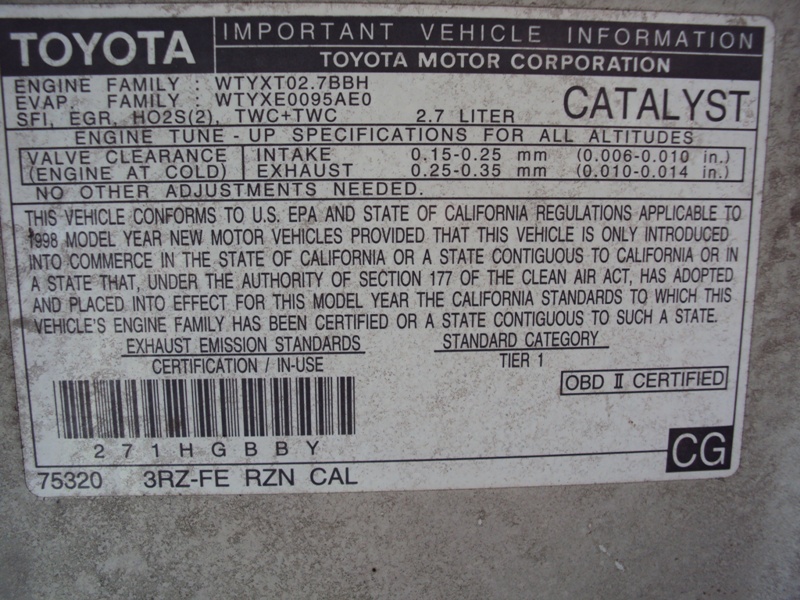 TOYOTA
IMPORTANT VEHICLE INFORMATION
TOYOTA MOTOR CORPORATION
ENGINE FAMILY : WTYXT02.7BBH
EVAP. FAMILY : WTYXE0095AE0
SFI, EGR, HO2S(2), TWC+TWC 2.7 LITER
CATALYST
ENGINE TUNE - UP SPECIFICATIONS FOR ALL ALTITUDES
VALVE CLEARANCE INTAKE 0.15-0.25 mm (0.006-0.010 in.)
(ENGINE AT COLD) EXHAUST 0.25-0.35 mm (0.010-0.014 in.)
NO OTHER ADJUSTMENTS NEEDED.
THIS VEHICLE CONFORMS TO U.S. EPA AND STATE OF CALIFORNIA REGULATIONS APPLICABLE TO
1998 MODEL YEAR NEW MOTOR VEHICLES PROVIDED THAT THIS VEHICLE IS ONLY INTRODUCED
INTO COMMERCE IN THE STATE OF CALIFORNIA OR A STATE CONTIGUOUS TO CALIFORNIA OR IN
A STATE THAT, UNDER THE AUTHORITY OF SECTION 177 OF THE CLEAN AIR ACT, HAS ADOPTED
AND PLACED INTO EFFECT FOR THIS MODEL YEAR THE CALIFORNIA STANDARDS TO WHICH THIS
VEHICLE'S ENGINE FAMILY HAS BEEN CERTIFIED OR A STATE CONTIGUOUS TO SUCH A STATE.
EXHAUST EMISSION STANDARDS STANDARD CATEGORY
CERTIFICATION / IN-USE TIER 1
OBD II CERTIFIED
271HGBBY
CG
75320 3RZ-FE RZN CAL